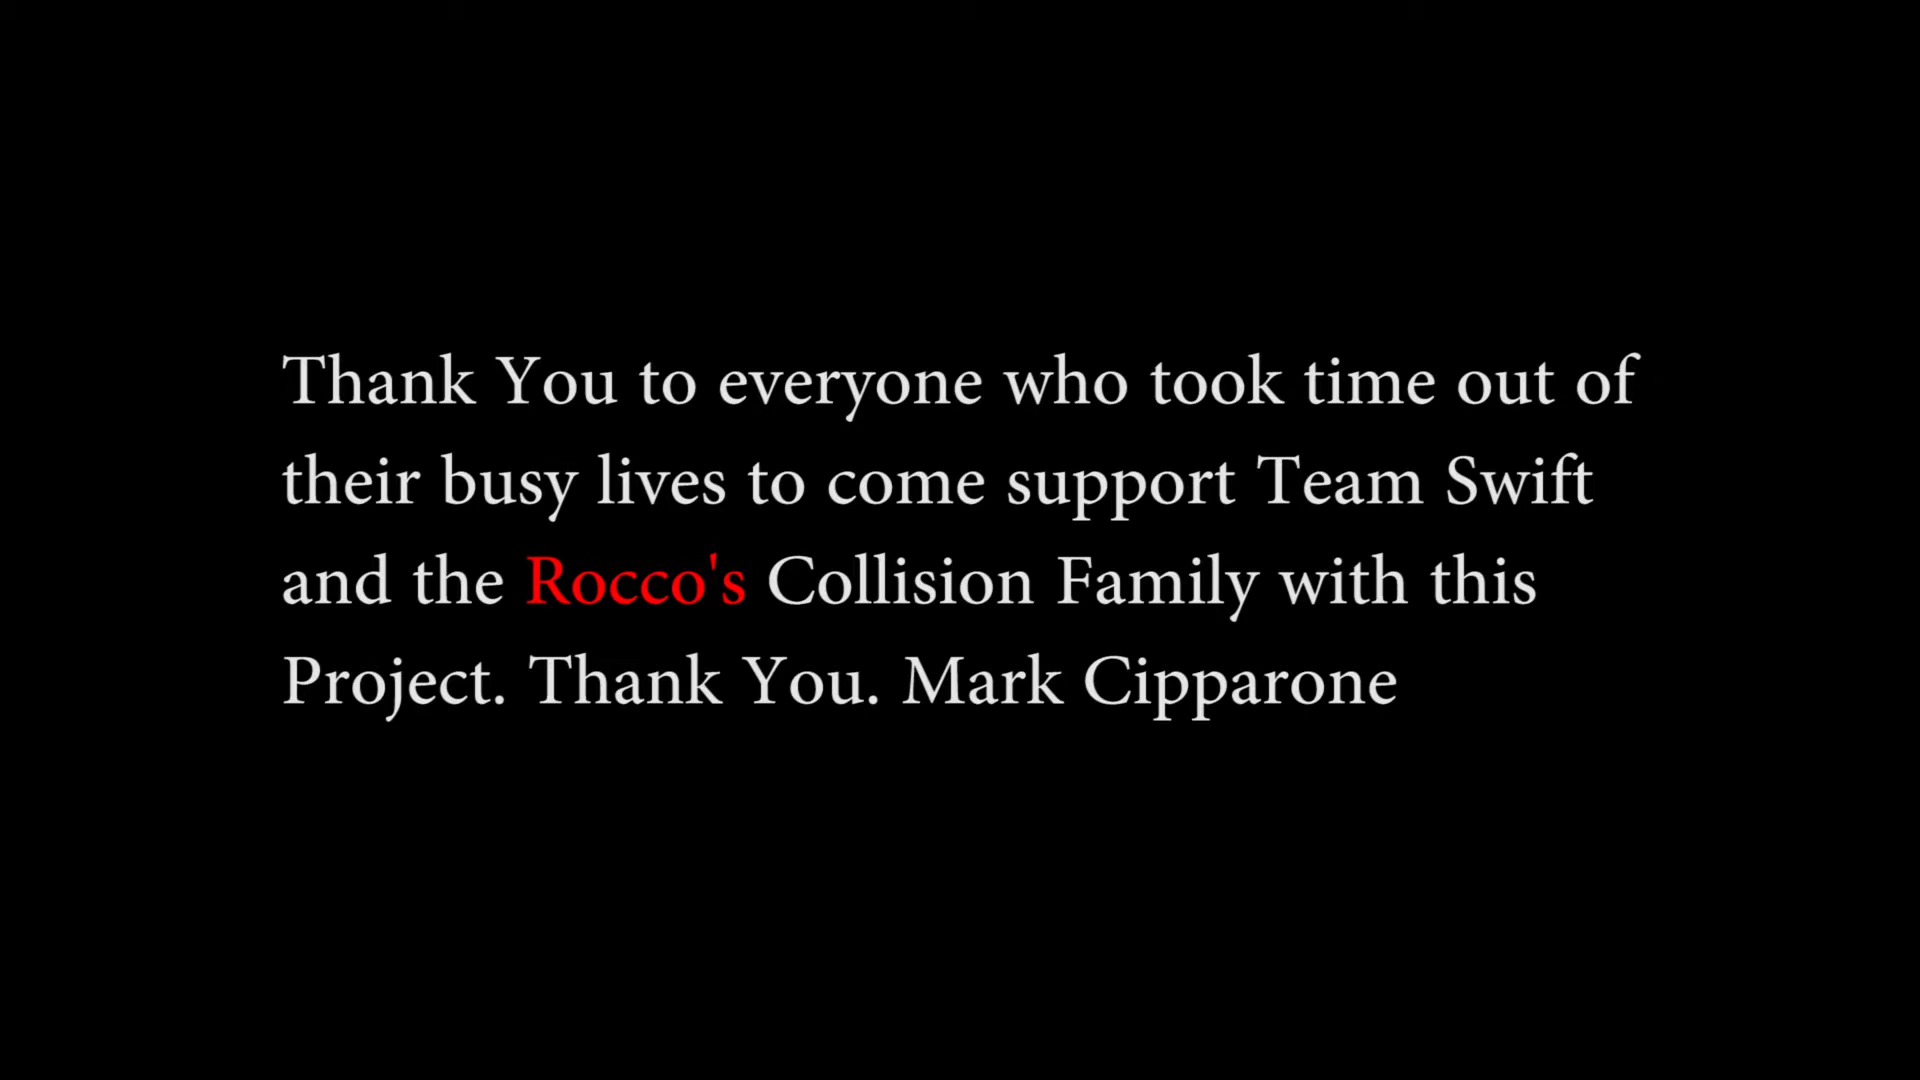 Thank You to everyone who took time out of
their busy lives to come support Team Swift
and the Rocco's Collision Family with this
Project. Thank You. Mark Cipparone